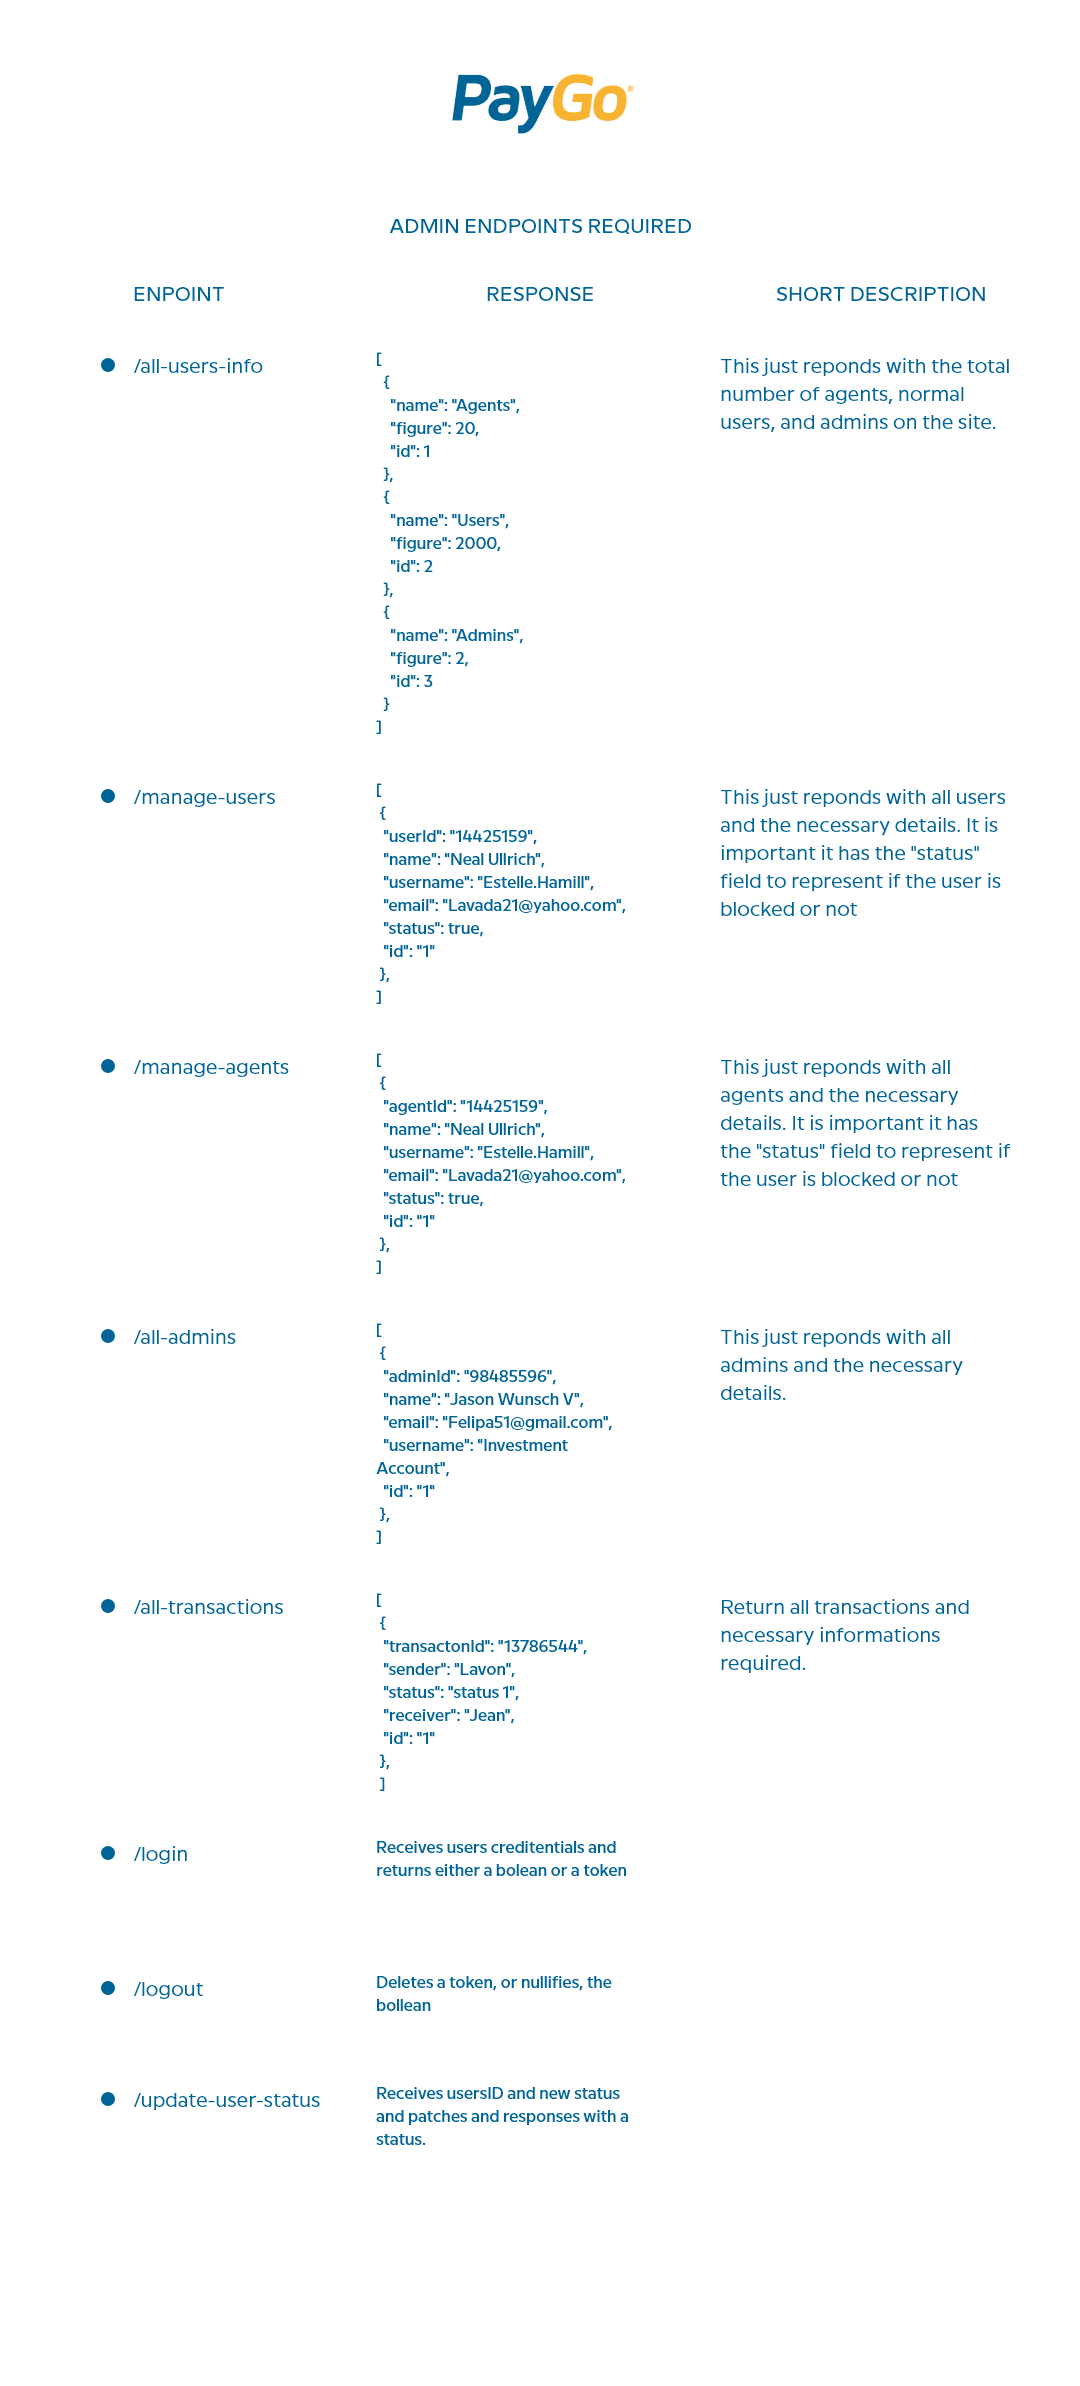 PayGo®
ADMIN ENDPOINTS REQUIRED
ENPOINT
RESPONSE
SHORT DESCRIPTION
/all-users-info
[
{
"name": "Agents",
"figure": 20,
"id": 1
},
{
"name": "Users",
"figure": 2000,
"id": 2
},
{
"name": "Admins",
"figure": 2,
"id": 3
}
]
This just reponds with the total
number of agents, normal
users, and admins on the site.
/manage-users
[
{
"userId": "14425159",
"name": "Neal Ullrich",
"username": "Estelle.Hamill",
"email": "Lavada21@yahoo.com",
"status": true,
"id": "1"
},
]
This just reponds with all users
and the necessary details. It is
important it has the "status"
field to represent if the user is
blocked or not
/manage-agents
[
{
"agentId": "14425159",
"name": "Neal Ullrich",
"username": "Estelle.Hamill",
"email": "Lavada21@yahoo.com",
"status": true,
"id": "1"
},
]
This just reponds with all
agents and the necessary
details. It is important it has
the "status" field to represent if
the user is blocked or not
/all-admins
[
{
"adminId": "98485596",
"name": "Jason Wunsch V",
"email": "Felipa51@gmail.com",
"username": "Investment
Account",
"id": "1"
},
]
This just reponds with all
admins and the necessary
details.
/all-transactions
[
{
"transactonId": "13786544",
"sender": "Lavon",
"status": "status 1",
"receiver": "Jean",
"id": "1"
},
]
Return all transactions and
necessary informations
required.
/login
Receives users creditentials and
returns either a bolean or a token
/logout
Deletes a token, or nullifies, the
bollean
/update-user-status
Receives usersID and new status
and patches and responses with a
status.